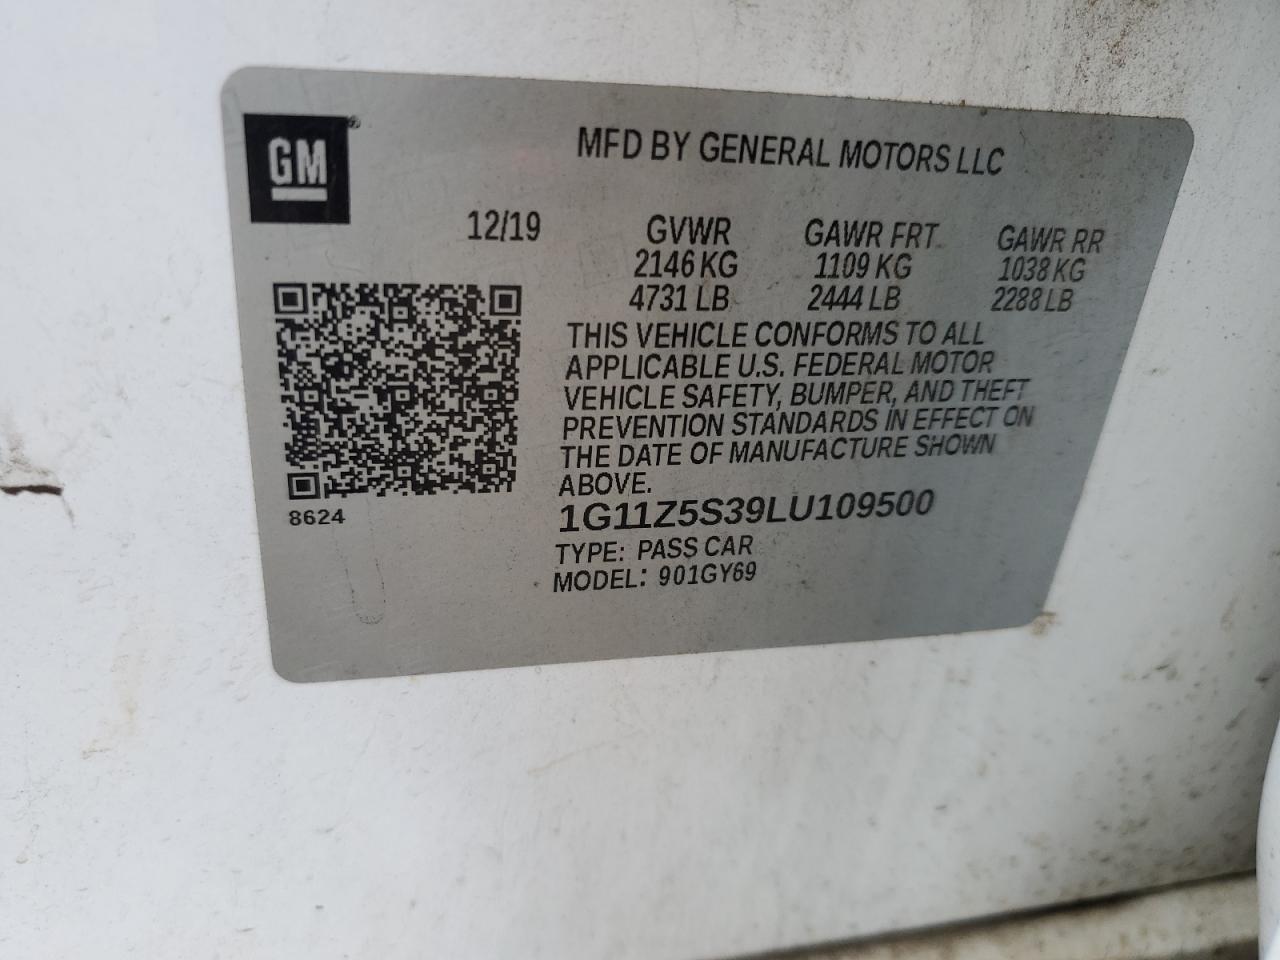 GM
MFD BY GENERAL MOTORS LLC
12/19 GVWR GAWR FRT GAWR RR
2146 KG 1109 KG 1038 KG
4731 LB 2444 LB 2288 LB
THIS VEHICLE CONFORMS TO ALL
APPLICABLE U.S. FEDERAL MOTOR
VEHICLE SAFETY, BUMPER, AND THEFT
PREVENTION STANDARDS IN EFFECT ON
THE DATE OF MANUFACTURE SHOWN
ABOVE.
8624
1G11Z5S39LU109500
TYPE: PASS CAR
MODEL: 901GY69